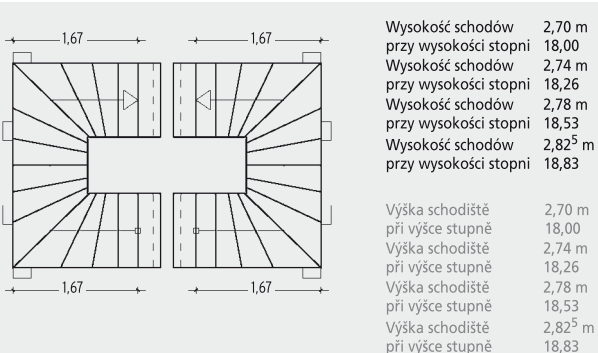 1,67 1,67
Wysokość schodów 2,70 m
przy wysokości stopni 18,00
Wysokość schodów 2,74 m
przy wysokości stopni 18,26
Wysokość schodów 2,78 m
przy wysokości stopni 18,53
Wysokość schodów 2,82⁵ m
przy wysokości stopni 18,83
Výška schodiště 2,70 m
při výšce stupně 18,00
Výška schodiště 2,74 m
při výšce stupně 18,26
Výška schodiště 2,78 m
při výšce stupně 18,53
Výška schodiště 2,82⁵ m
při výšce stupně 18,83
1,67 1,67